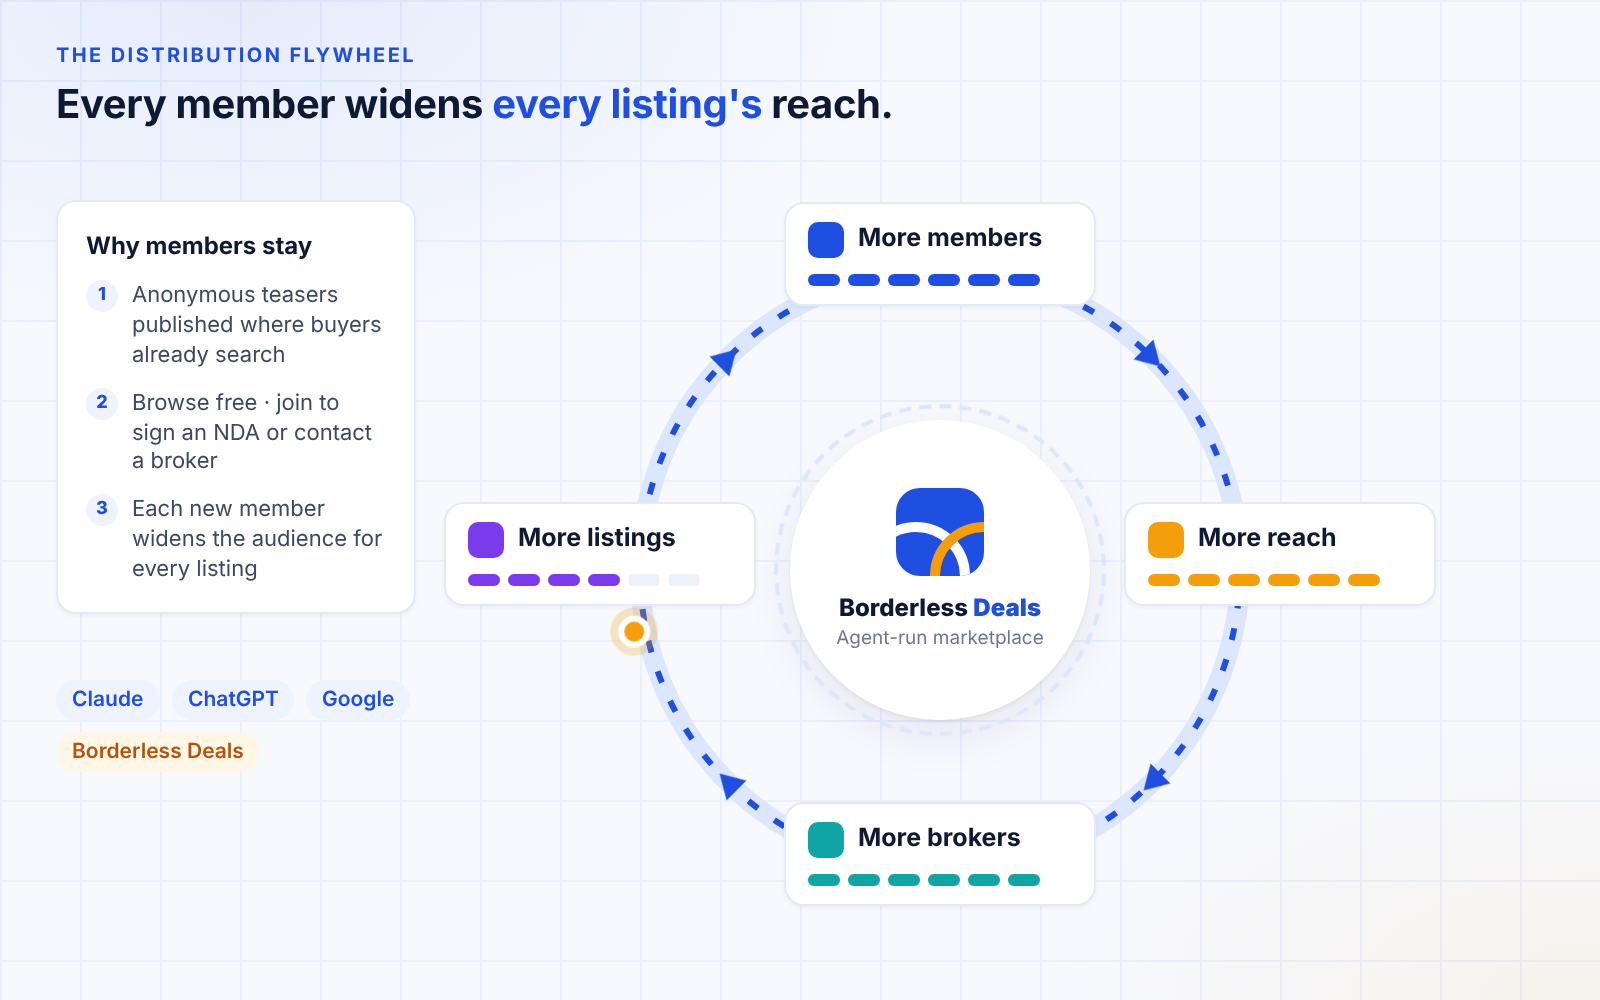 THE DISTRIBUTION FLYWHEEL
Every member widens every listing's reach.
Why members stay
1 Anonymous teasers
published where buyers
already search
2 Browse free · join to
sign an NDA or contact
a broker
3 Each new member
widens the audience for
every listing
Claude ChatGPT Google
Borderless Deals
More members
More listings
More reach
Borderless Deals
Agent-run marketplace
More brokers